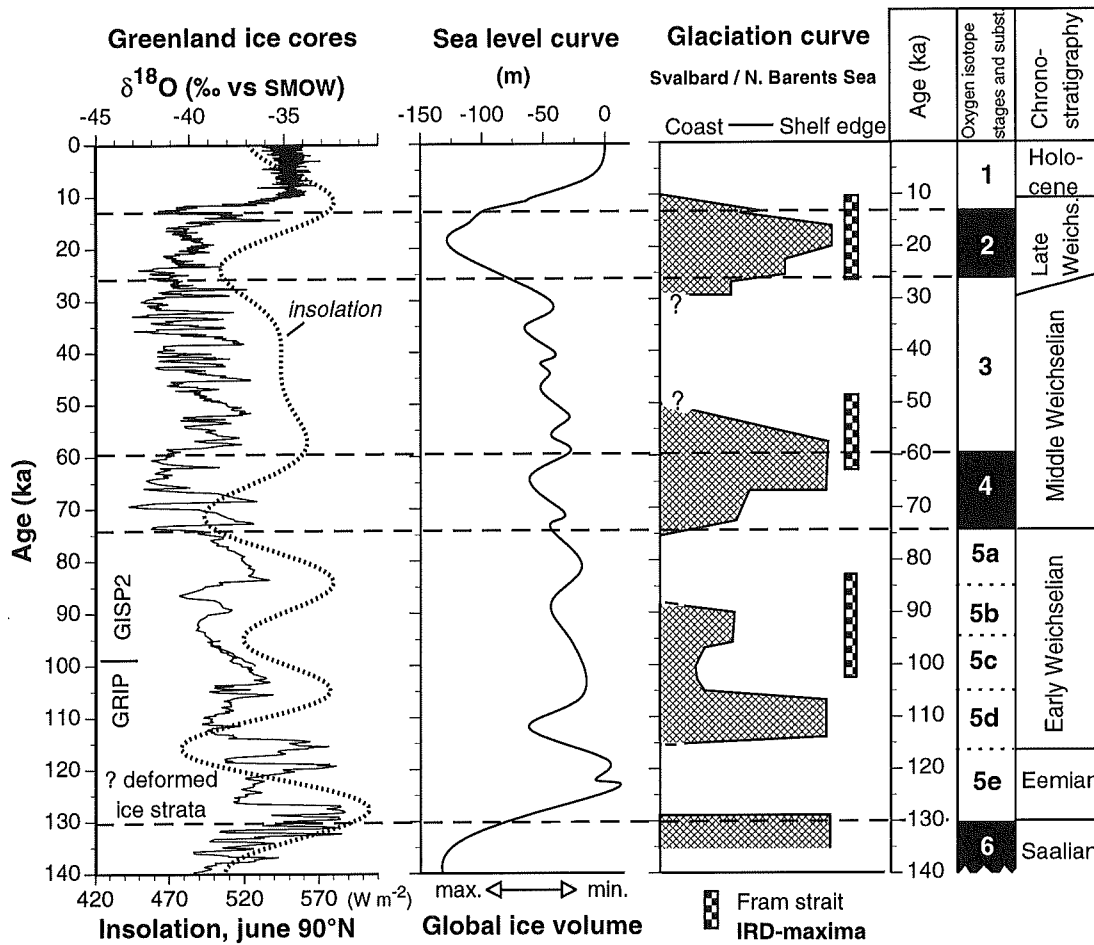 Greenland ice cores
δ18O (‰ vs SMOW)
-45 -40 -35
Sea level curve
(m)
-150 -100 -50 0
Glaciation curve
Svalbard / N. Barents Sea
Coast — Shelf edge
Age (ka)
Oxygen isotope
stages and subst.
Chrono-
stratigraphy
Age (ka)
0
10
20
30
40
50
60
70
80
90
100
110
120
130
140
GISP2
GRIP
insolation
? deformed
ice strata
420 470 520 570 (W m-2)
Insolation, june 90°N
max. min.
Global ice volume
?
?
Fram strait
IRD-maxima
10
20
30
40
50
60
70
80
90
100
110
120
130
140
1
2
3
4
5a
5b
5c
5d
5e
6
Holo-
cene
Late
Weichs.
Middle Weichselian
Early Weichselian
Eemian
Saalian